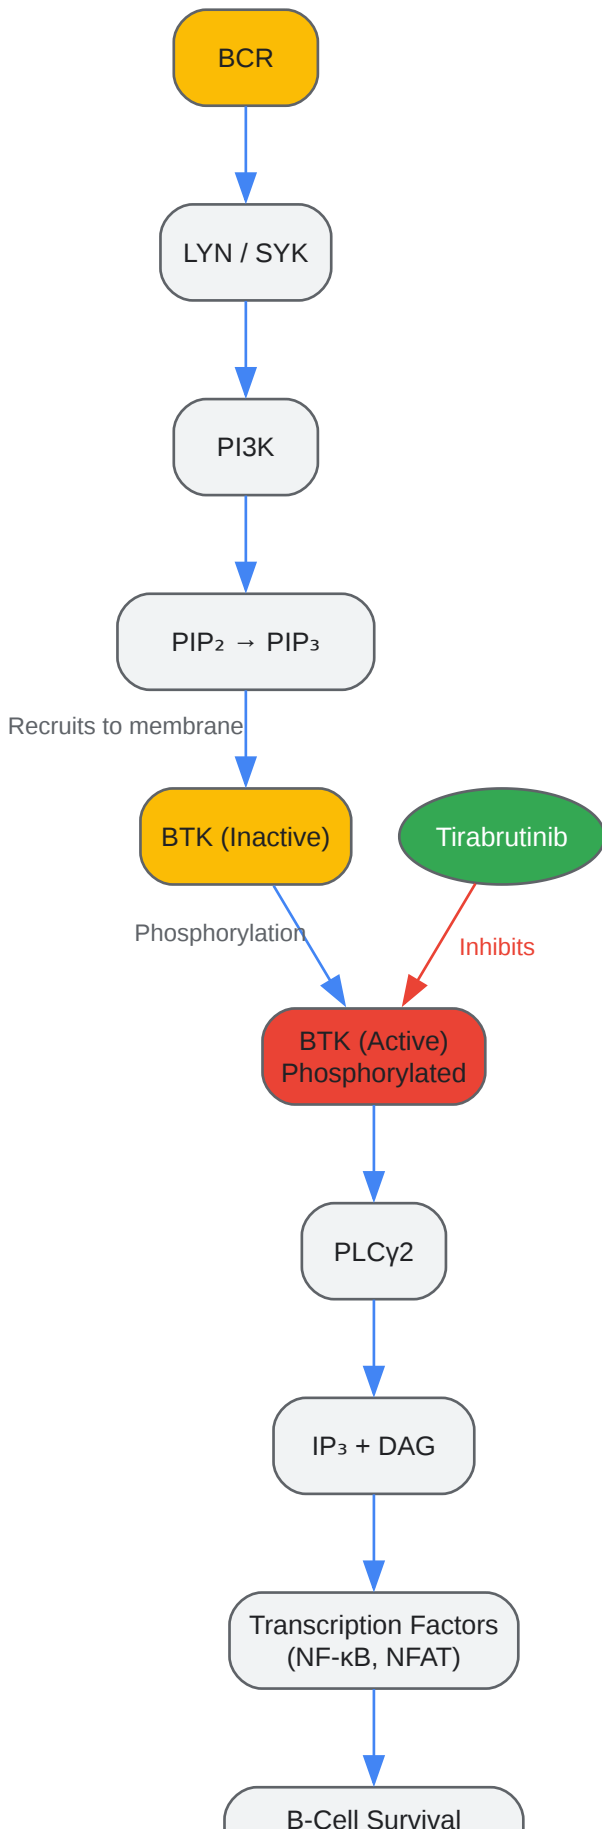 BCR
LYN / SYK
PI3K
PIP₂ → PIP₃
Recruits to membrane
BTK (Inactive)
Tirabrutinib
Phosphorylation
Inhibits
BTK (Active)
Phosphorylated
PLCγ2
IP₃ + DAG
Transcription Factors
(NF-κB, NFAT)
B-Cell Survival